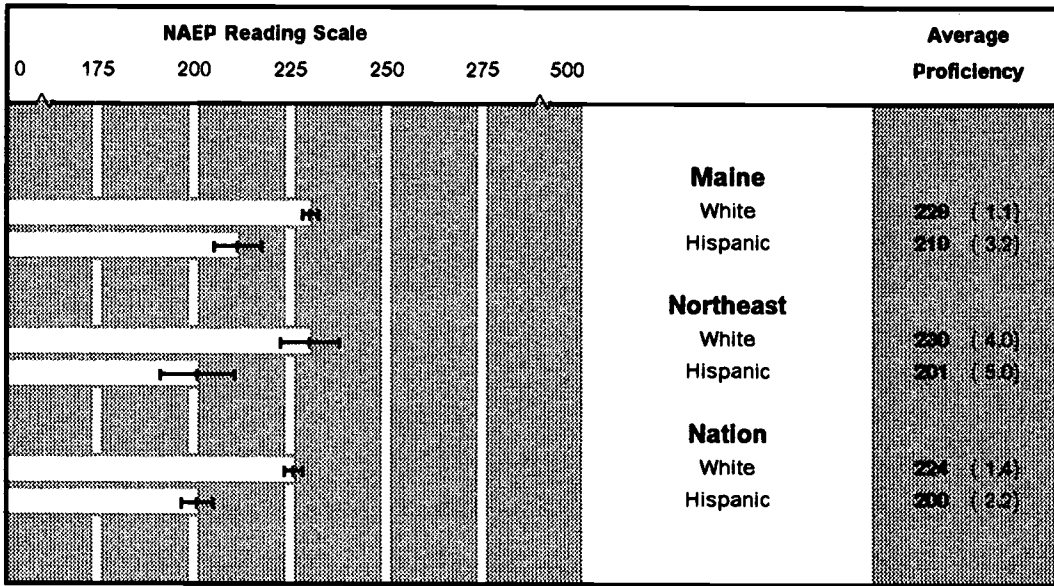 NAEP Reading Scale
Average
Proficiency
0 175 200 225 250 275 500
Maine
White 229 ( 1.1)
Hispanic 210 ( 3.2)
Northeast
White 230 ( 4.0)
Hispanic 201 ( 5.0)
Nation
White 224 ( 1.4)
Hispanic 200 ( 2.2)